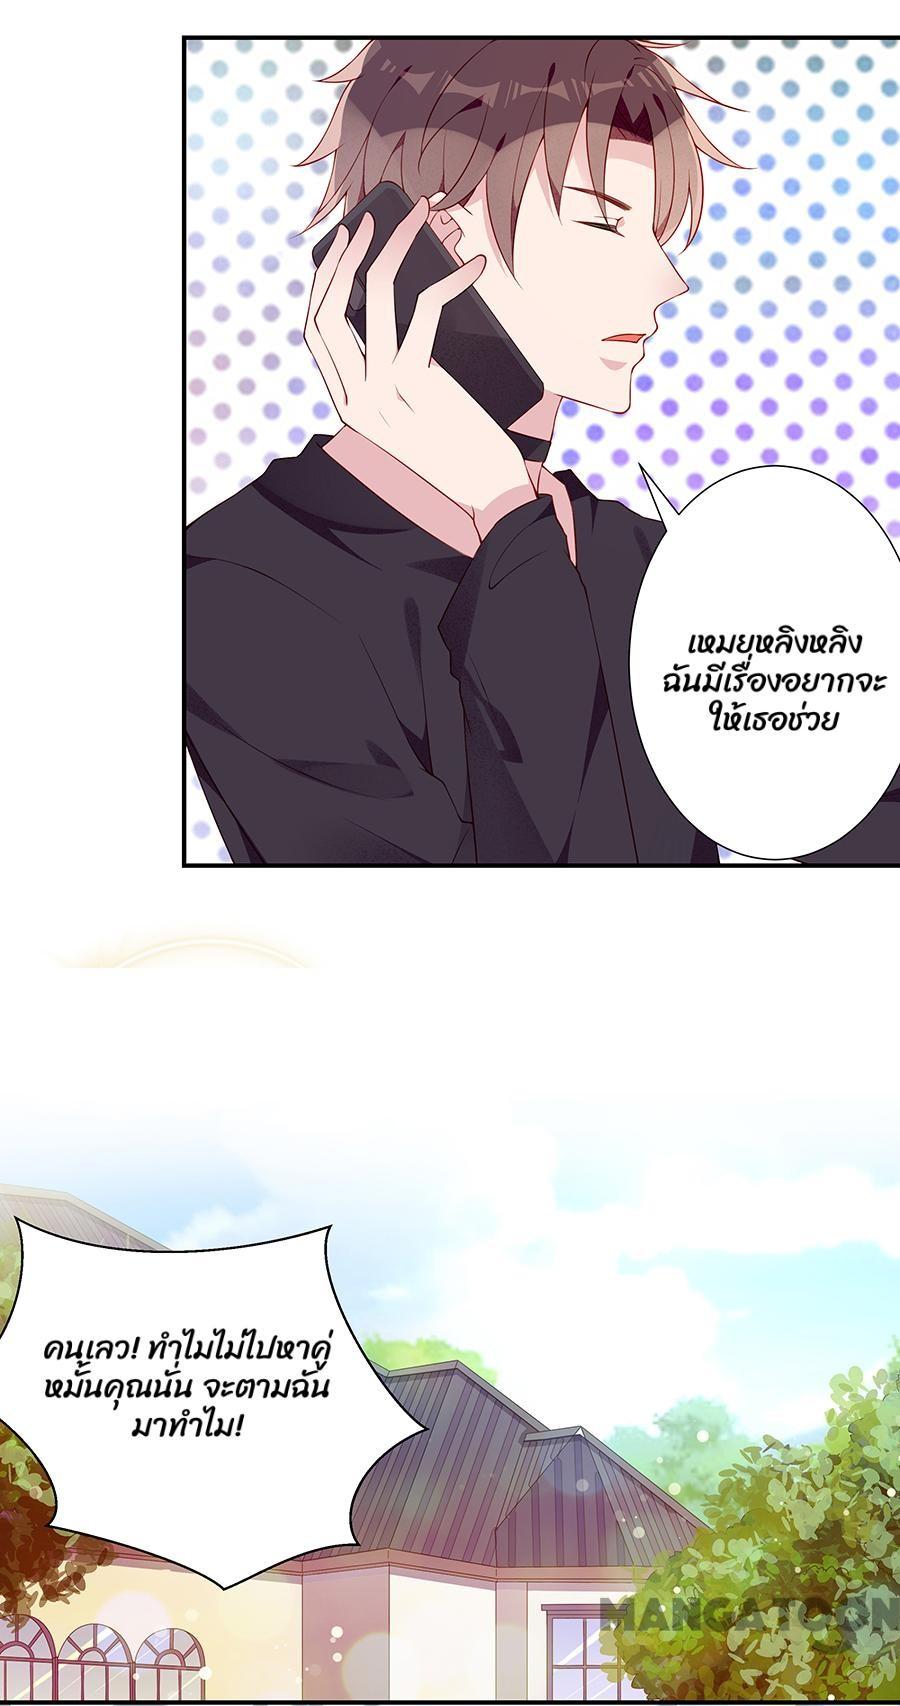 เหมยหลิงหลิง
ฉันมีเรื่องอยากจะ
ให้เธอช่วย
คนเลว! ทำไมไม่ไปหาคู่
หมั้นคุณนั่น จะตามฉัน
มาทำไม!
MANGATOON